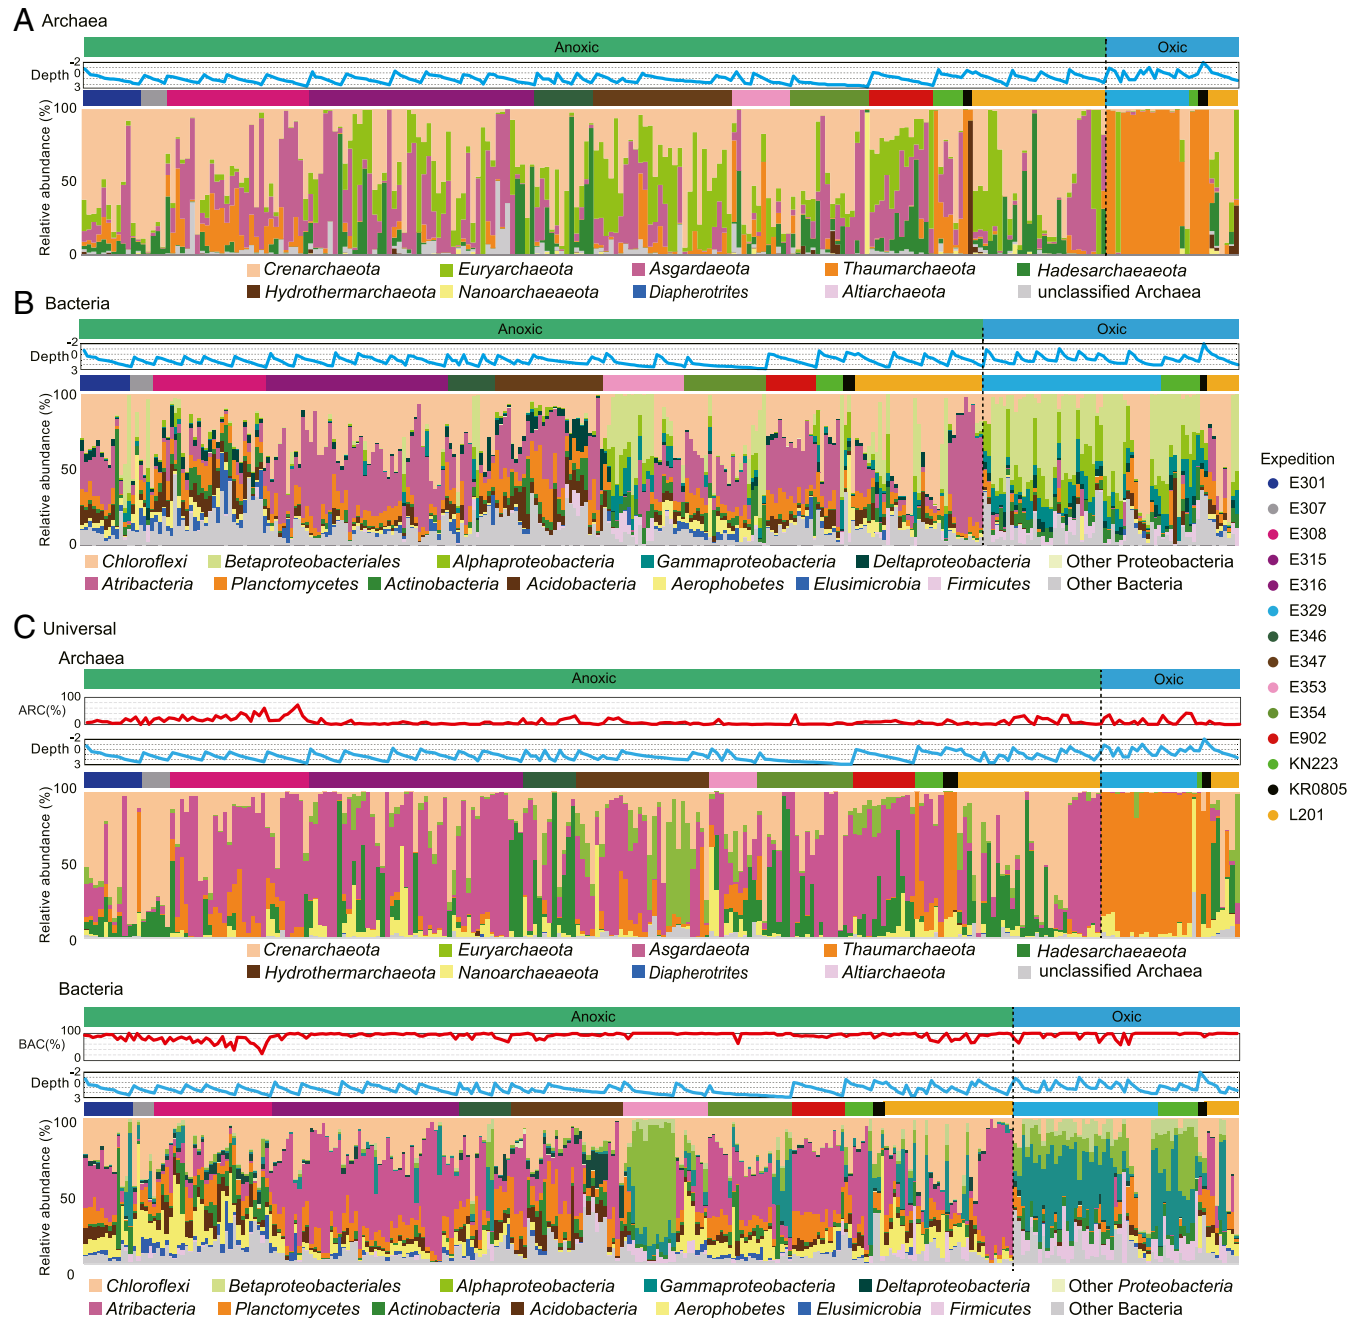 A Archaea
Anoxic Oxic
-2
Depth 0
3
100
50
0
Relative abundance (%)
Crenarchaeota Euryarchaeota Asgardaeota Thaumarchaeota Hadesarchaeaeota
Hydrothermarchaeota Nanoarchaeaeota Diapherotrites Altiarchaeota unclassified Archaea
B Bacteria
Anoxic Oxic
-2
Depth 0
3
100
50
0
Relative abundance (%)
Chloroflexi Betaproteobacteriales Alphaproteobacteria Gammaproteobacteria Deltaproteobacteria Other Proteobacteria
Atribacteria Planctomycetes Actinobacteria Acidobacteria Aerophobetes Elusimicrobia Firmicutes Other Bacteria
Expedition
E301
E307
E308
E315
E316
E329
E346
E347
E353
E354
E902
KN223
KR0805
L201
C Universal
Archaea
Anoxic Oxic
100
ARC(%)
0
-2
Depth 0
3
100
50
0
Relative abundance (%)
Crenarchaeota Euryarchaeota Asgardaeota Thaumarchaeota Hadesarchaeaeota
Hydrothermarchaeota Nanoarchaeaeota Diapherotrites Altiarchaeota unclassified Archaea
Bacteria
Anoxic Oxic
100
BAC(%)
0
-2
Depth 0
3
100
50
0
Relative abundance (%)
Chloroflexi Betaproteobacteriales Alphaproteobacteria Gammaproteobacteria Deltaproteobacteria Other Proteobacteria
Atribacteria Planctomycetes Actinobacteria Acidobacteria Aerophobetes Elusimicrobia Firmicutes Other Bacteria